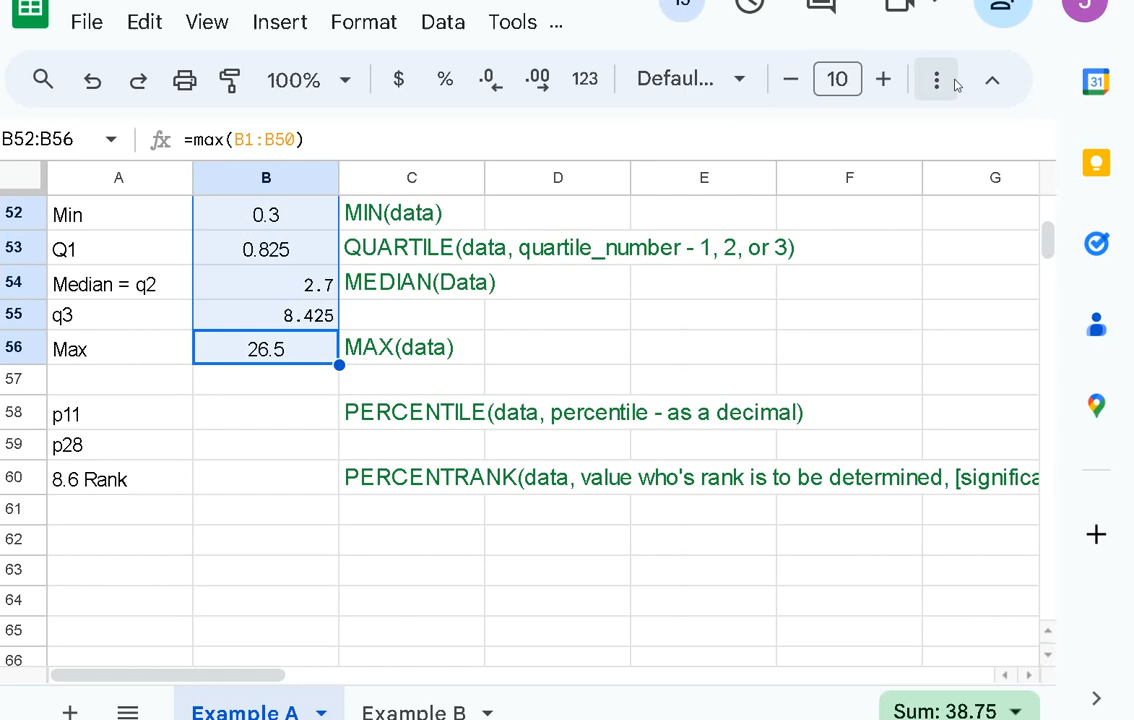 File Edit View Insert Format Data Tools ...
100% $ % .0 .00 123 Defaul... 10
31
B52:B56 fx =max(B1:B50)
A B C D E F G
52 Min 0.3 MIN(data)
53 Q1 0.825 QUARTILE(data, quartile_number - 1, 2, or 3)
54 Median = q2 2.7 MEDIAN(Data)
55 q3 8.425
56 Max 26.5 MAX(data)
57
58 p11 PERCENTILE(data, percentile - as a decimal)
59 p28
60 8.6 Rank PERCENTRANK(data, value who's rank is to be determined, [significa
61
62
63
64
65
66
Example A Example B Sum: 38.75